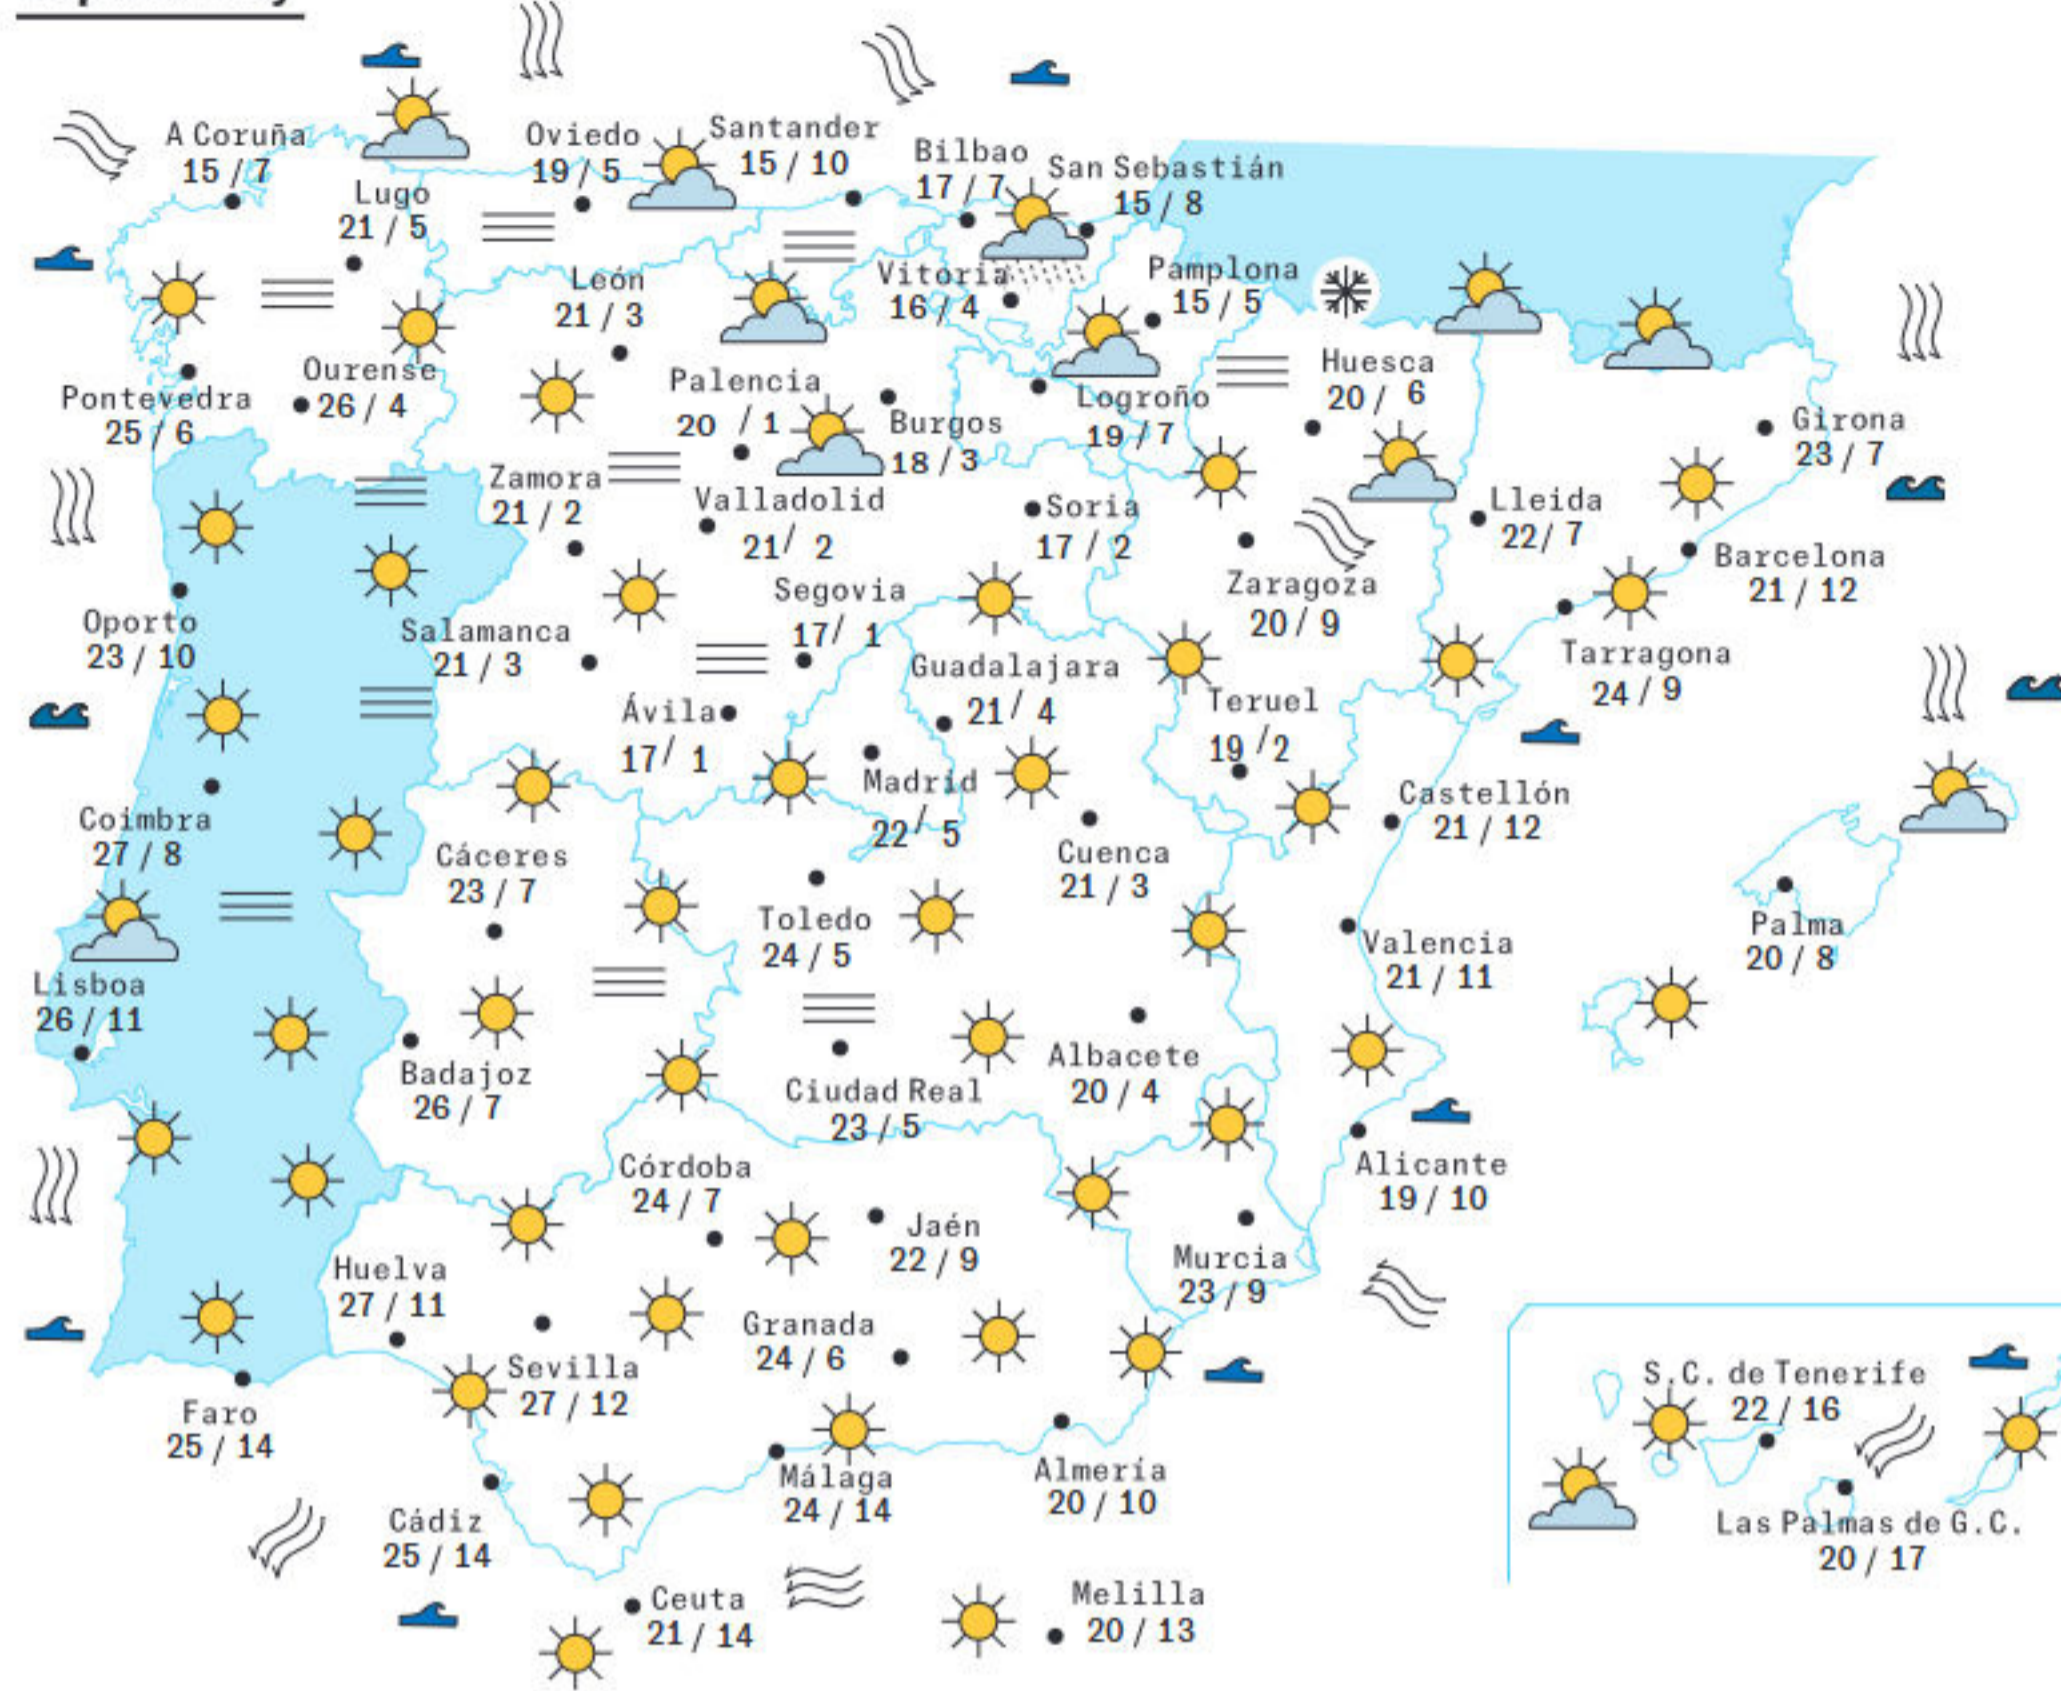 A Coruña
15 / 7
Lugo
21 / 5
Oviedo
19 / 5
Santander
15 / 10
Bilbao
17 / 7
San Sebastián
15 / 8
León
21 / 3
Vitoria
16 / 4
Pamplona
15 / 5
Pontevedra
25 / 6
Ourense
26 / 4
Palencia
20 / 1
Burgos
18 / 3
Logroño
19 / 7
Huesca
20 / 6
Girona
23 / 7
Zamora
21 / 2
Valladolid
21 / 2
Soria
17 / 2
Lleida
22 / 7
Barcelona
21 / 12
Oporto
23 / 10
Salamanca
21 / 3
Segovia
17 / 1
Zaragoza
20 / 9
Guadalajara
21 / 4
Tarragona
24 / 9
Ávila
17 / 1
Teruel
19 / 2
Madrid
22 / 5
Castellón
21 / 12
Coimbra
27 / 8
Cáceres
23 / 7
Cuenca
21 / 3
Toledo
24 / 5
Palma
20 / 8
Valencia
21 / 11
Lisboa
26 / 11
Badajoz
26 / 7
Ciudad Real
23 / 5
Albacete
20 / 4
Córdoba
24 / 7
Alicante
19 / 10
Jaén
22 / 9
Murcia
23 / 9
Huelva
27 / 11
Granada
24 / 6
Sevilla
27 / 12
S.C. de Tenerife
22 / 16
Faro
25 / 14
Málaga
24 / 14
Almería
20 / 10
Cádiz
25 / 14
Las Palmas de G.C.
20 / 17
Ceuta
21 / 14
Melilla
20 / 13